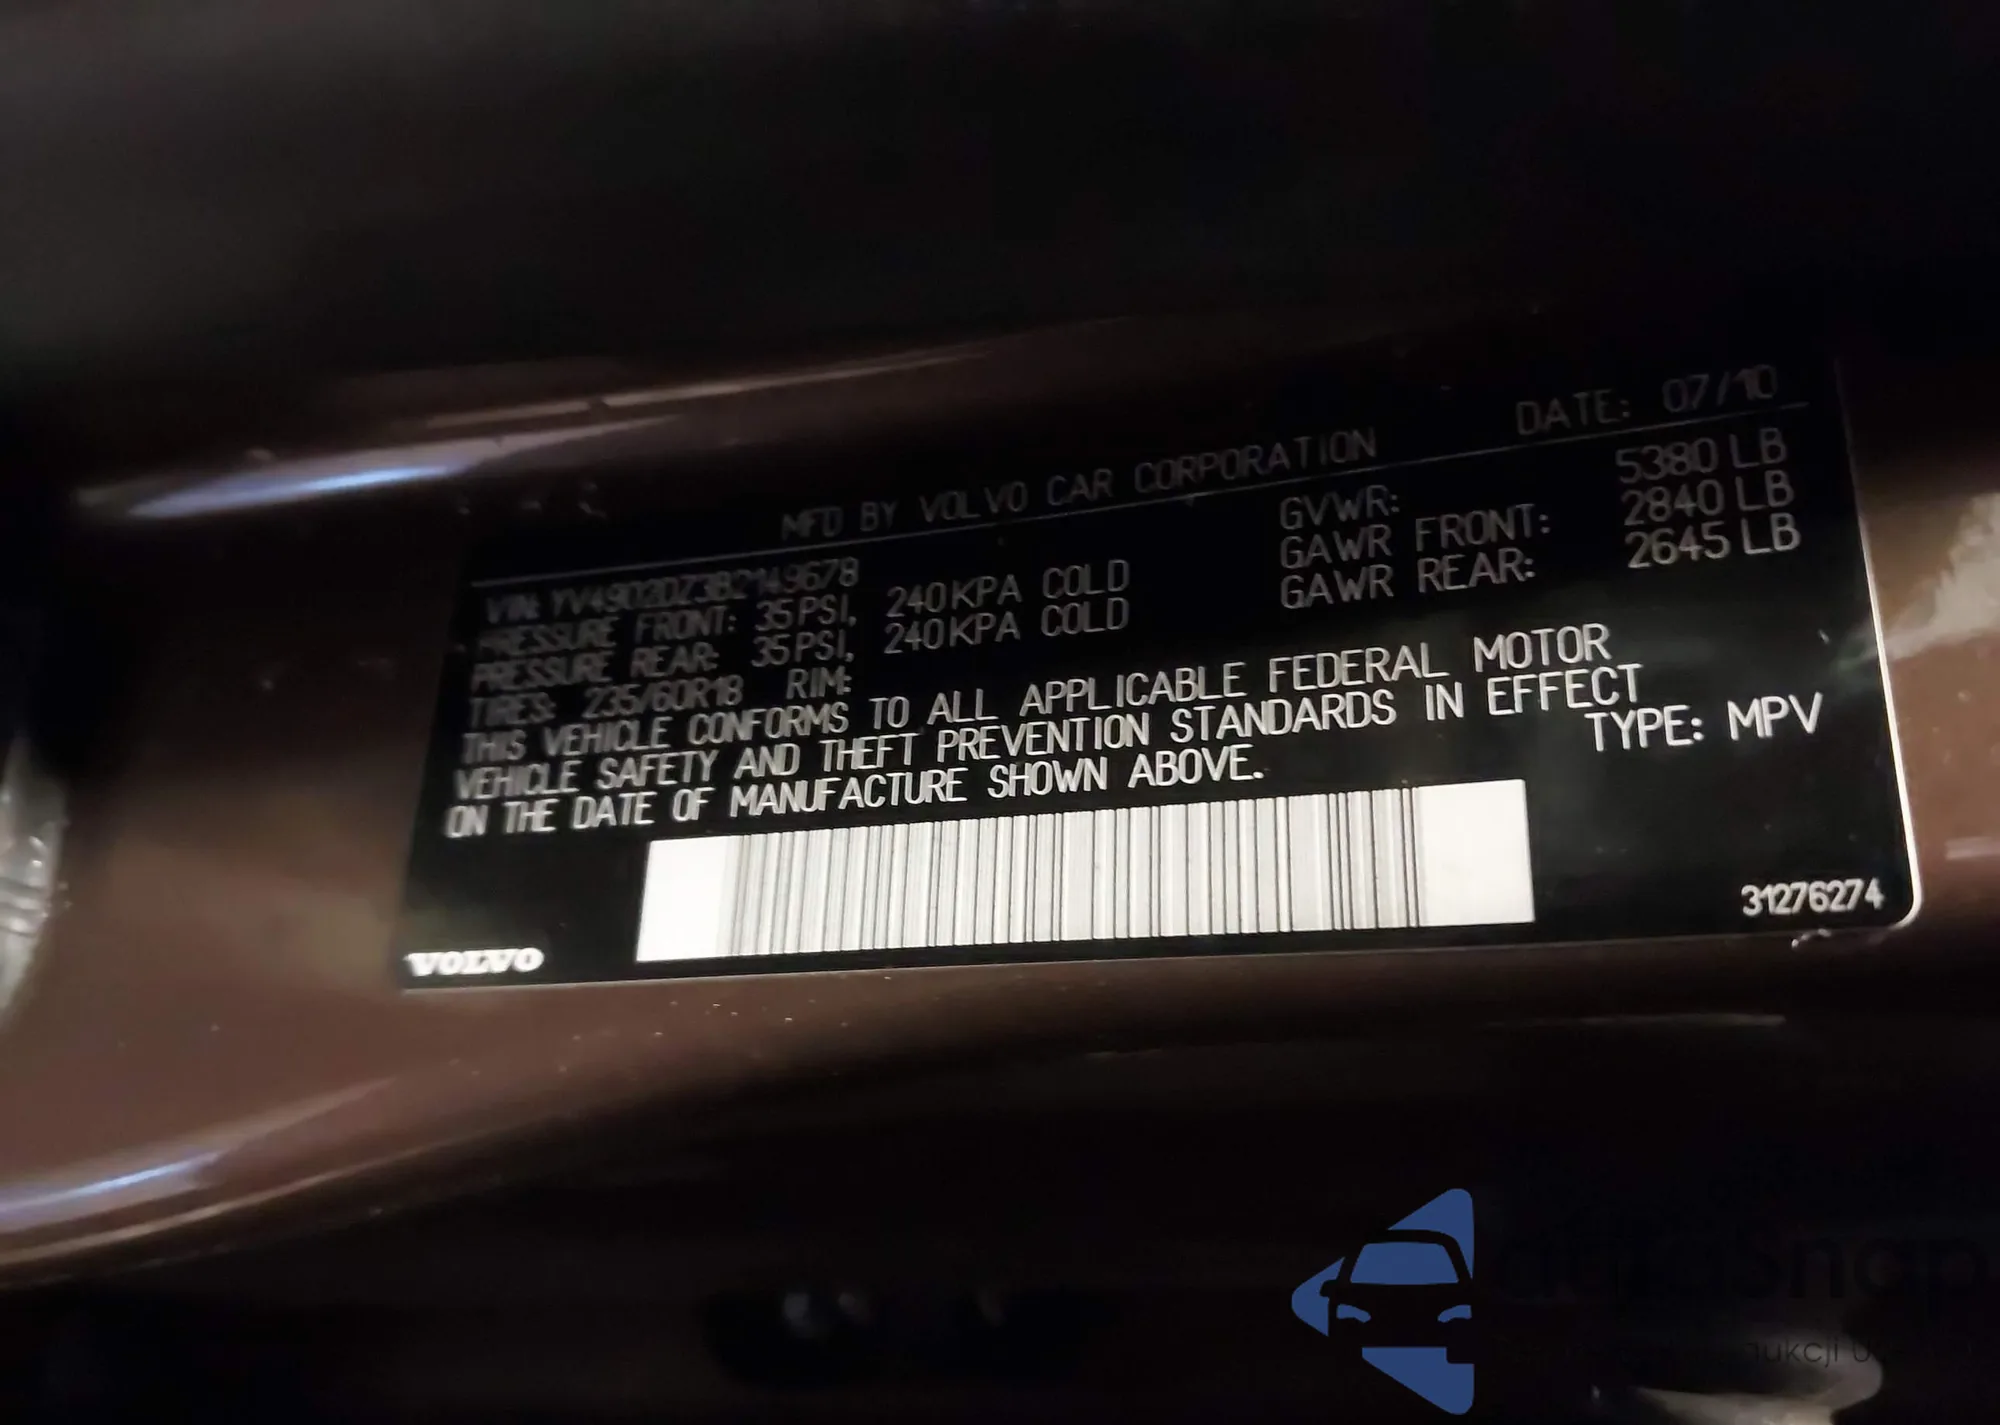 MFD BY VOLVO CAR CORPORATION DATE: 07/10
VIN: YV4902DZ3B2149678 GVWR: 5380 LB
PRESSURE FRONT: 35PSI, 240KPA COLD GAWR FRONT: 2840 LB
PRESSURE REAR: 35PSI, 240KPA COLD GAWR REAR: 2645 LB
TIRES: 235/60R18 RIM:
THIS VEHICLE CONFORMS TO ALL APPLICABLE FEDERAL MOTOR
VEHICLE SAFETY AND THEFT PREVENTION STANDARDS IN EFFECT
ON THE DATE OF MANUFACTURE SHOWN ABOVE. TYPE: MPV
VOLVO
31276274